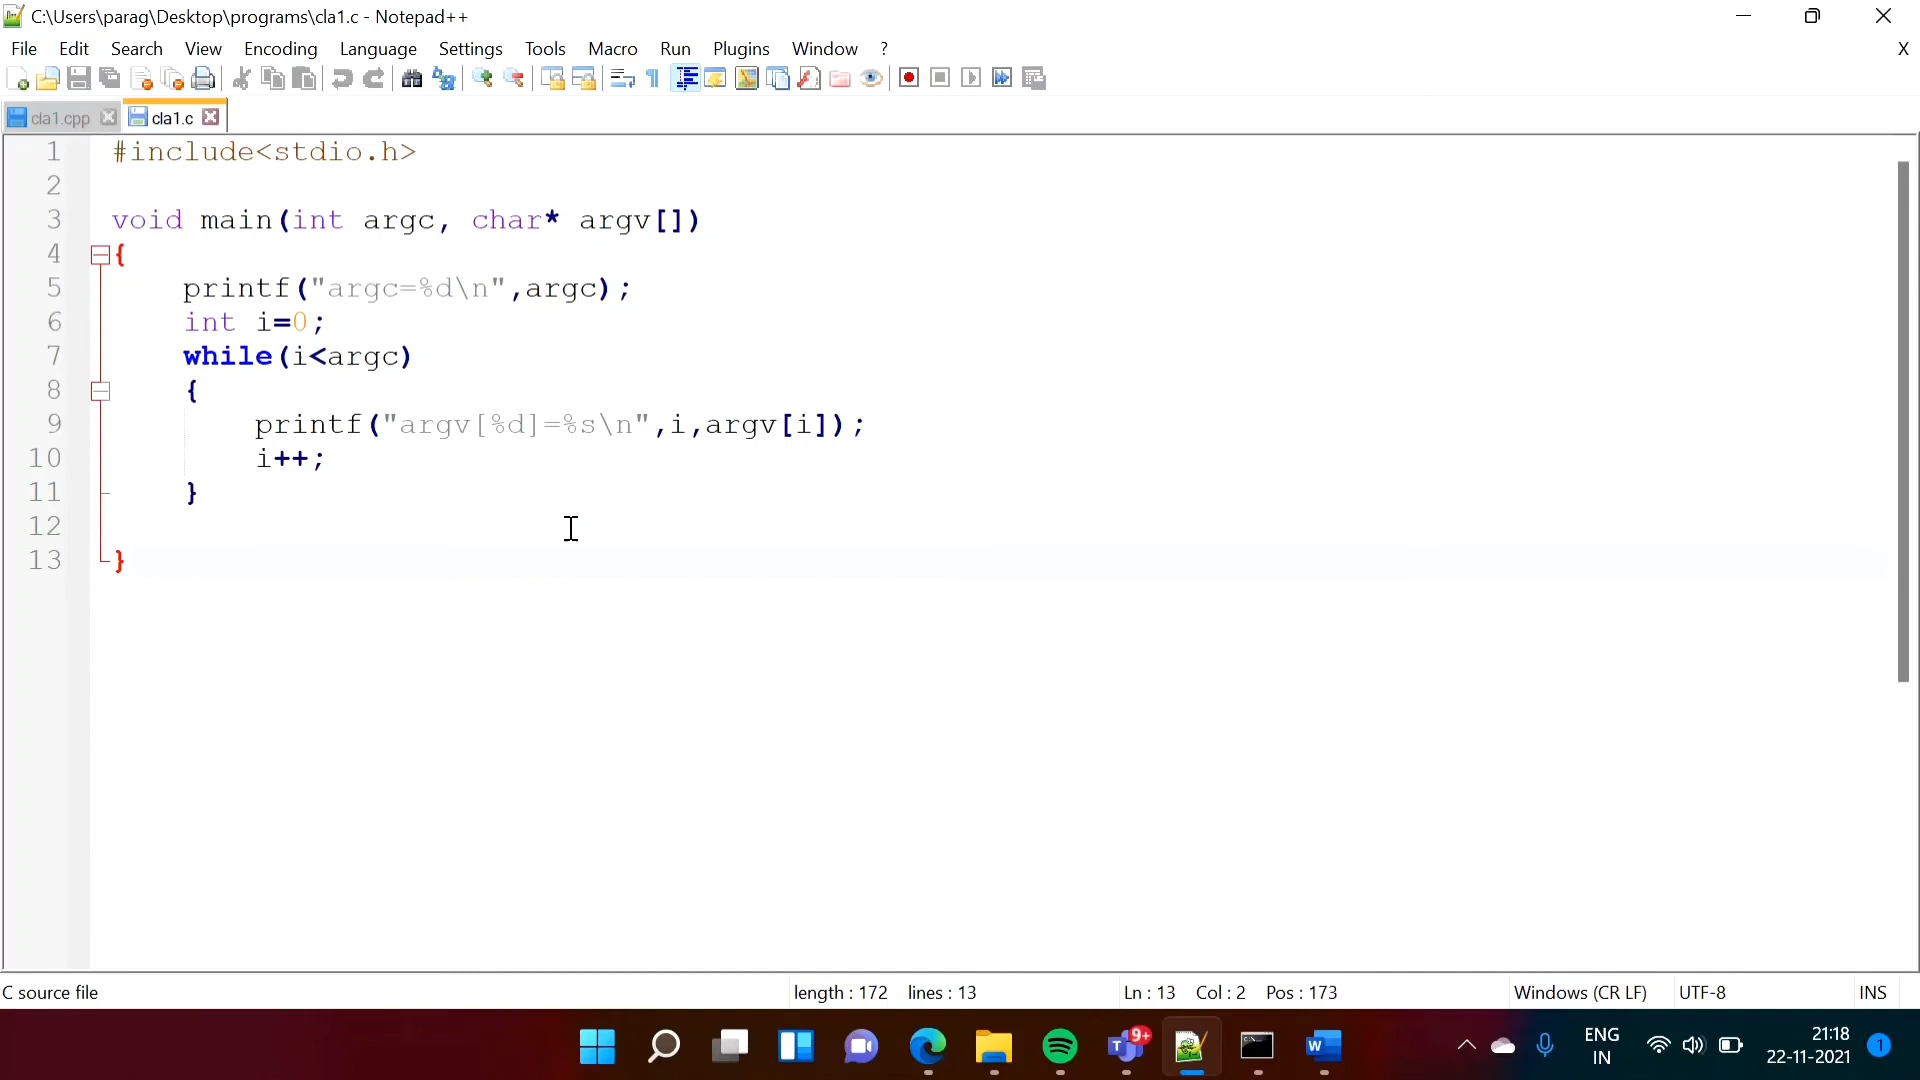 C:\Users\parag\Desktop\programs\cla1.c - Notepad++
File Edit Search View Encoding Language Settings Tools Macro Run Plugins Window ? X
cla1.cpp cla1.c
1 #include<stdio.h>
2
3 void main(int argc, char* argv[])
4 {
5 printf("argc=%d\n",argc);
6 int i=0;
7 while(i<argc)
8 {
9 printf("argv[%d]=%s\n",i,argv[i]);
10 i++;
11 }
12
13 }
C source file length : 172 lines : 13 Ln : 13 Col : 2 Pos : 173 Windows (CR LF) UTF-8 INS
9+ ENG 21:18
IN 22-11-2021 1